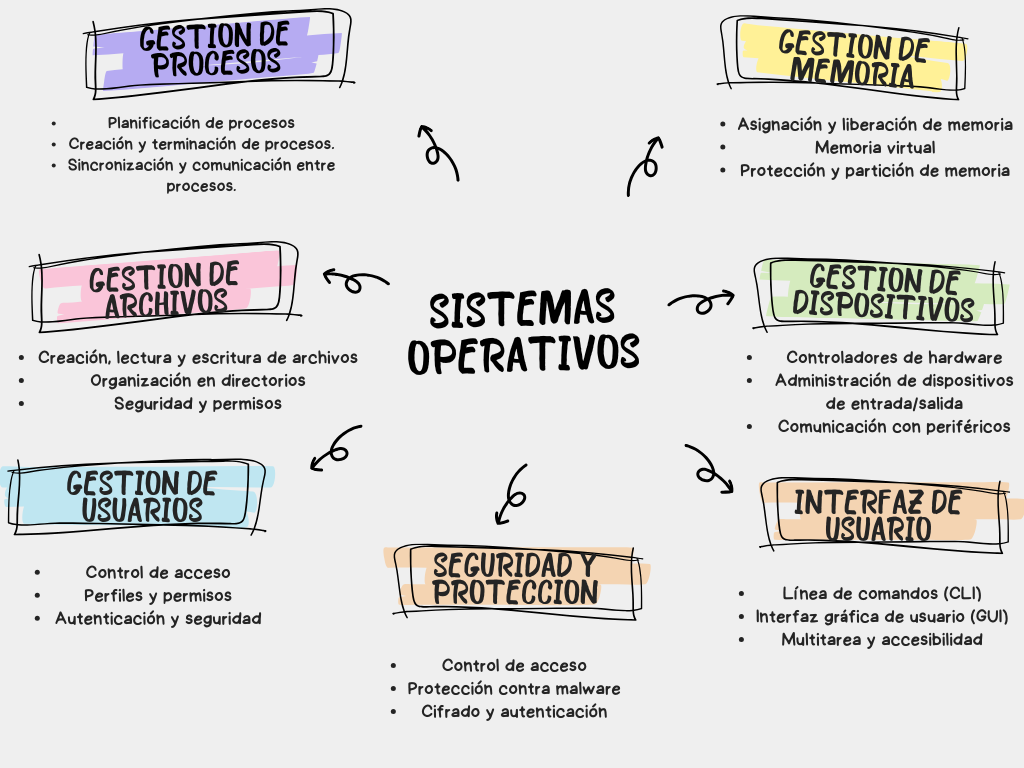 GESTION DE
PROCESOS
• Planificación de procesos
• Creación y terminación de procesos.
• Sincronización y comunicación entre
procesos.
GESTION DE
MEMORIA
• Asignación y liberación de memoria
• Memoria virtual
• Protección y partición de memoria
GESTION DE
ARCHIVOS
• Creación, lectura y escritura de archivos
• Organización en directorios
• Seguridad y permisos
SISTEMAS
OPERATIVOS
GESTION DE
DISPOSITIVOS
• Controladores de hardware
• Administración de dispositivos
de entrada/salida
• Comunicación con periféricos
GESTION DE
USUARIOS
• Control de acceso
• Perfiles y permisos
• Autenticación y seguridad
SEGURIDAD Y
PROTECCION
• Control de acceso
• Protección contra malware
• Cifrado y autenticación
INTERFAZ DE
USUARIO
• Línea de comandos (CLI)
• Interfaz gráfica de usuario (GUI)
• Multitarea y accesibilidad